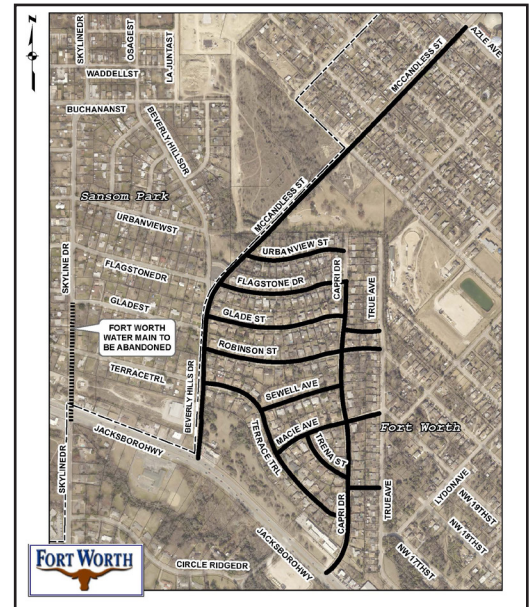 N
SKYLINEDR
OSAGEST
LA JUNTAST
WADDELLST
BUCHANANST
BEVERLY HILLSDR
AZLE AVE
MCCANDLESS ST
Sansom Park
MCCANDLESS ST
URBANVIEWST
URBANVIEW ST
SKYLINE DR
FLAGSTONEDR
FLAGSTONE DR
CAPRI DR
TRUE AVE
GLADEST
GLADE ST
FORT WORTH
WATER MAIN TO
BE ABANDONED
ROBINSON ST
TERRACETRL
BEVERLY HILLS DR
SEWELL AVE
JACKSBOROHWY
MACIE AVE
Fort Worth
TERRACE TRL
TRENA ST
SKYLINEDR
LYDONAVE
NW 19THST
TRUEAVE
CAPRI DR
NW 18THST
JACKSBOROHWY
NW 17THST
FORT WORTH
CIRCLE RIDGEDR